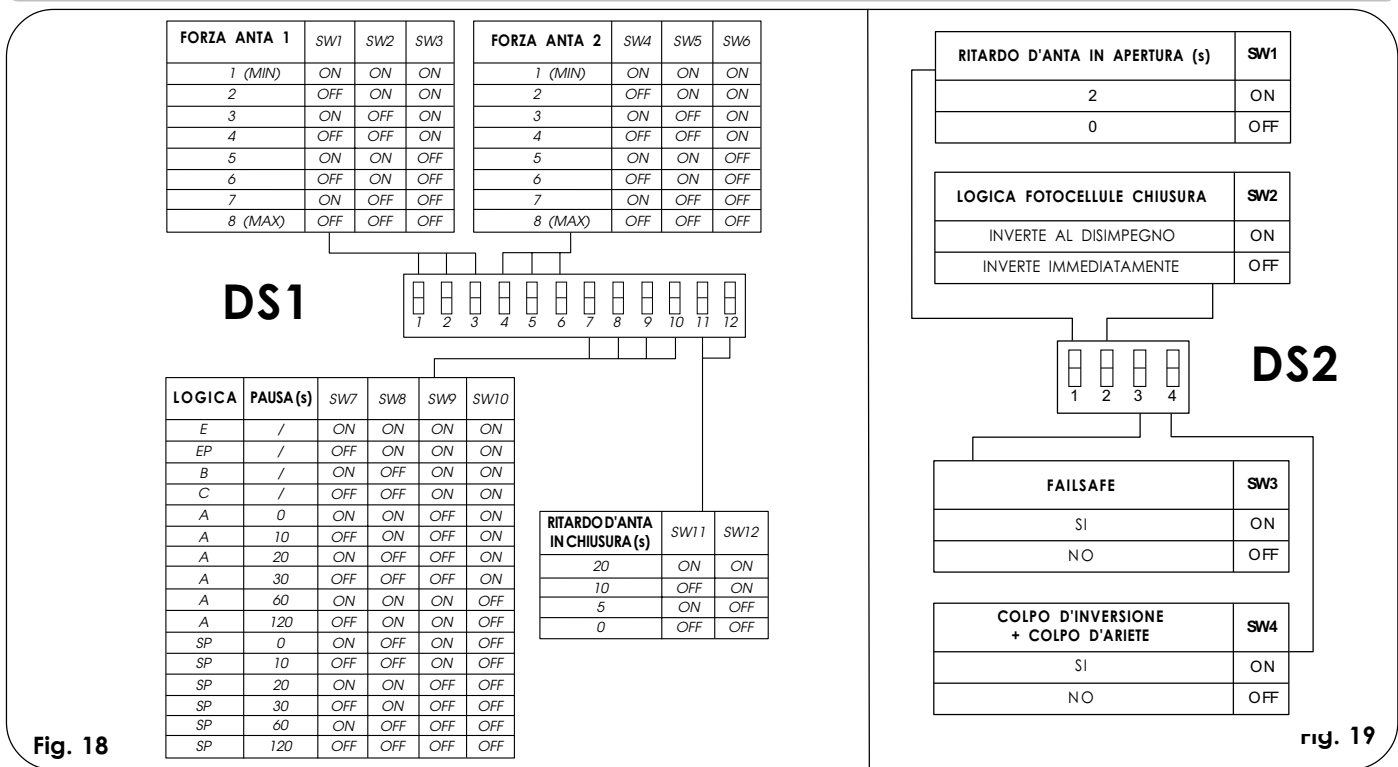 FORZA ANTA 1 SW1 SW2 SW3
1 (MIN) ON ON ON
2 OFF ON ON
3 ON OFF ON
4 OFF OFF ON
5 ON ON OFF
6 OFF ON OFF
7 ON OFF OFF
8 (MAX) OFF OFF OFF
FORZA ANTA 2 SW4 SW5 SW6
1 (MIN) ON ON ON
2 OFF ON ON
3 ON OFF ON
4 OFF OFF ON
5 ON ON OFF
6 OFF ON OFF
7 ON OFF OFF
8 (MAX) OFF OFF OFF
DS1
1 2 3 4 5 6 7 8 9 10 11 12
LOGICA PAUSA (s) SW7 SW8 SW9 SW10
E / ON ON ON ON
EP / OFF ON ON ON
B / ON OFF ON ON
C / OFF OFF ON ON
A 0 ON ON OFF ON
A 10 OFF ON OFF ON
A 20 ON OFF OFF ON
A 30 OFF OFF OFF ON
A 60 ON ON ON OFF
A 120 OFF ON ON OFF
SP 0 ON OFF ON OFF
SP 10 OFF OFF ON OFF
SP 20 ON ON OFF OFF
SP 30 OFF ON OFF OFF
SP 60 ON OFF OFF OFF
SP 120 OFF OFF OFF OFF
RITARDO D'ANTA
IN CHIUSURA (s) SW11 SW12
20 ON ON
10 OFF ON
5 ON OFF
0 OFF OFF
Fig. 18
RITARDO D'ANTA IN APERTURA (s) SW1
2 ON
0 OFF
LOGICA FOTOCELLULE CHIUSURA SW2
INVERTE AL DISIMPEGNO ON
INVERTE IMMEDIATAMENTE OFF
DS2
1 2 3 4
FAILSAFE SW3
SI ON
NO OFF
COLPO D'INVERSIONE
+ COLPO D'ARIETE SW4
SI ON
NO OFF
Fig. 19